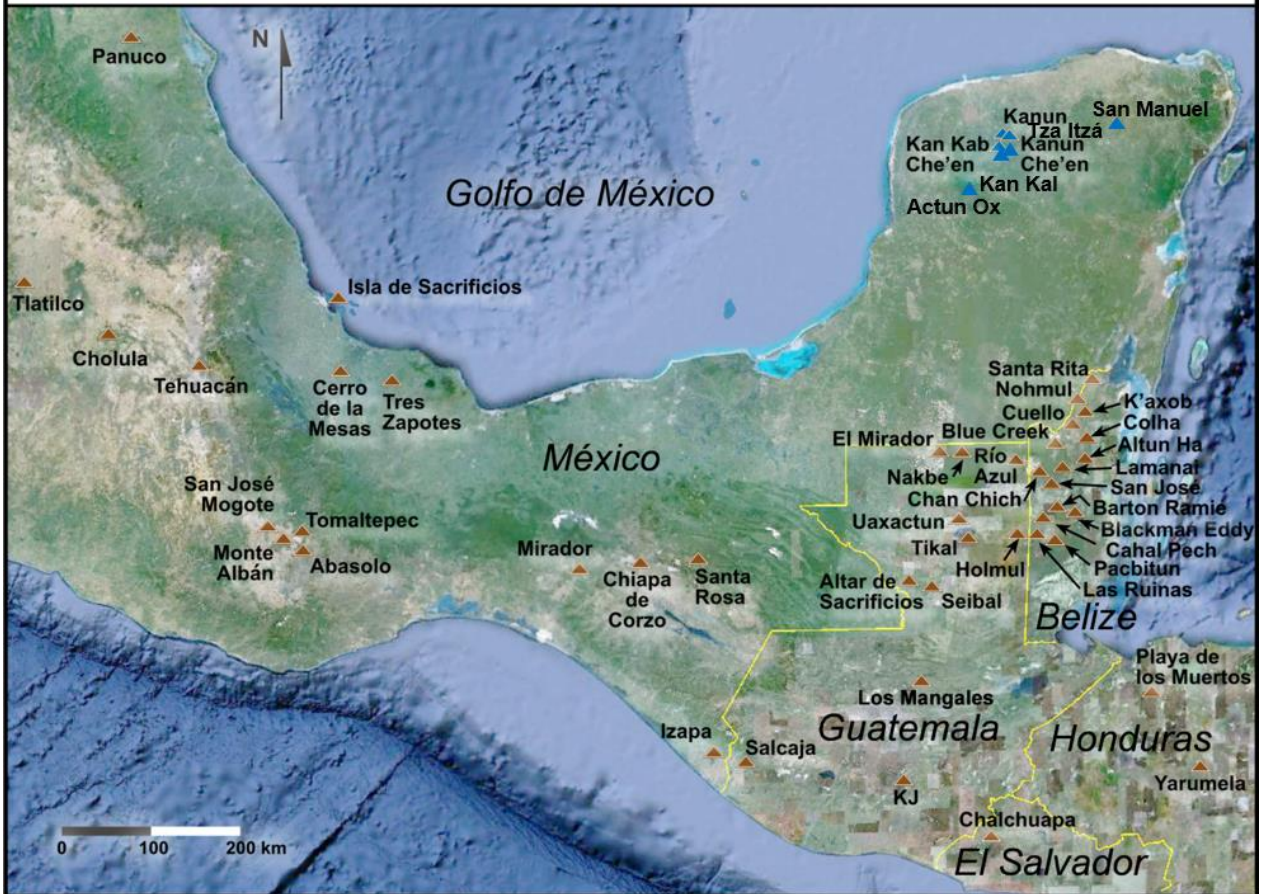 Panuco
N
San Manuel
Kanun
Tza Itzá
Kan Kab
Che'en
Kanun
Che'en
Kan Kal
Actun Ox
Golfo de México
Isla de Sacrificios
Tlatilco
Cholula
Tehuacán
Cerro
de la
Mesas
Tres
Zapotes
Santa Rita
Nohmul
Cuello
K'axob
Blue Creek
Colha
El Mirador
Altun Ha
México
Nakbe
Río
Azul
Lamanai
Chan Chich
San José
San José
Mogote
Barton Ramié
Tomaltepec
Uaxactun
Blackman Eddy
Monte
Albán
Abasolo
Mirador
Tikal
Cahal Pech
Holmul
Pacbitun
Chiapa
de
Corzo
Santa
Rosa
Altar de
Sacrificios
Seibal
Las Ruinas
Belize
Playa de
los Muertos
Los Mangales
Guatemala
Honduras
Izapa
Salcaja
KJ
Yarumela
Chalchuapa
El Salvador
0 100 200 km